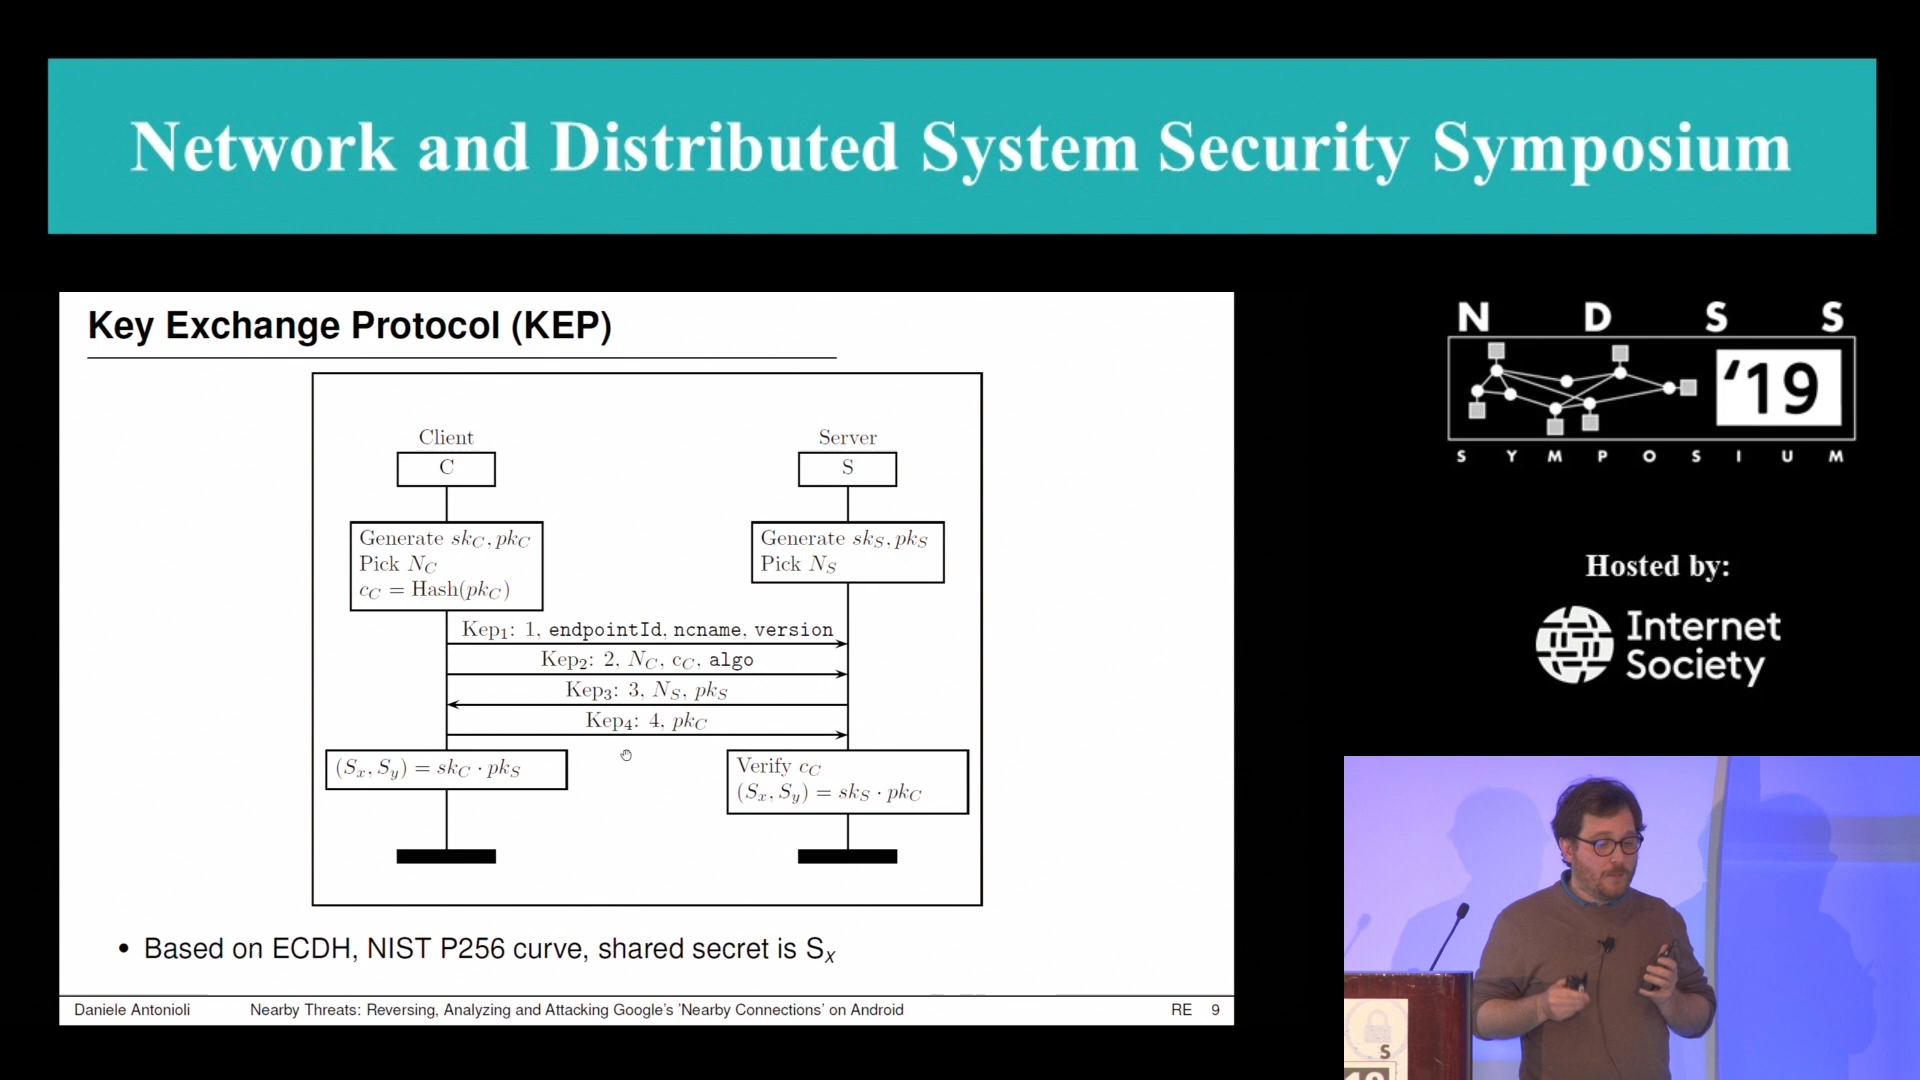 Network and Distributed System Security Symposium
Key Exchange Protocol (KEP)
Client
Server
C
S
Generate sk_C, pk_C
Pick N_C
c_C = Hash(pk_C)
Generate sk_S, pk_S
Pick N_S
Kep₁: 1, endpointId, ncname, version
Kep₂: 2, N_C, c_C, algo
Kep₃: 3, N_S, pk_S
Kep₄: 4, pk_C
(S_x, S_y) = sk_C · pk_S
Verify c_C
(S_x, S_y) = sk_S · pk_C
• Based on ECDH, NIST P256 curve, shared secret is S_x
Daniele Antonioli
Nearby Threats: Reversing, Analyzing and Attacking Google's 'Nearby Connections' on Android
RE 9
N D S S
'19
S Y M P O S I U M
Hosted by:
Internet
Society
S
19